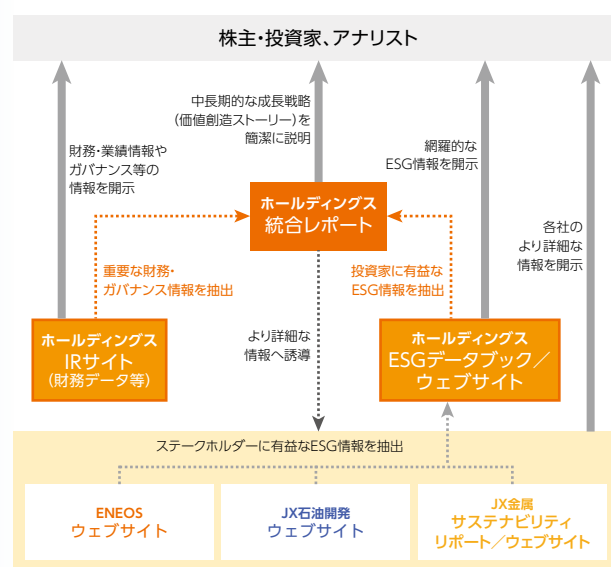 株主・投資家、アナリスト
中長期的な成長戦略
（価値創造ストーリー）を
簡潔に説明
財務・業績情報や
ガバナンス等の
情報を開示
網羅的な
ESG情報を開示
各社の
より詳細な
情報を開示
ホールディングス
統合レポート
重要な財務・
ガバナンス情報を抽出
投資家に有益な
ESG情報を抽出
ホールディングス
IRサイト
（財務データ等）
より詳細な
情報へ誘導
ホールディングス
ESGデータブック／
ウェブサイト
ステークホルダーに有益なESG情報を抽出
ENEOS
ウェブサイト
JX石油開発
ウェブサイト
JX金属
サステナビリティ
リポート／ウェブサイト